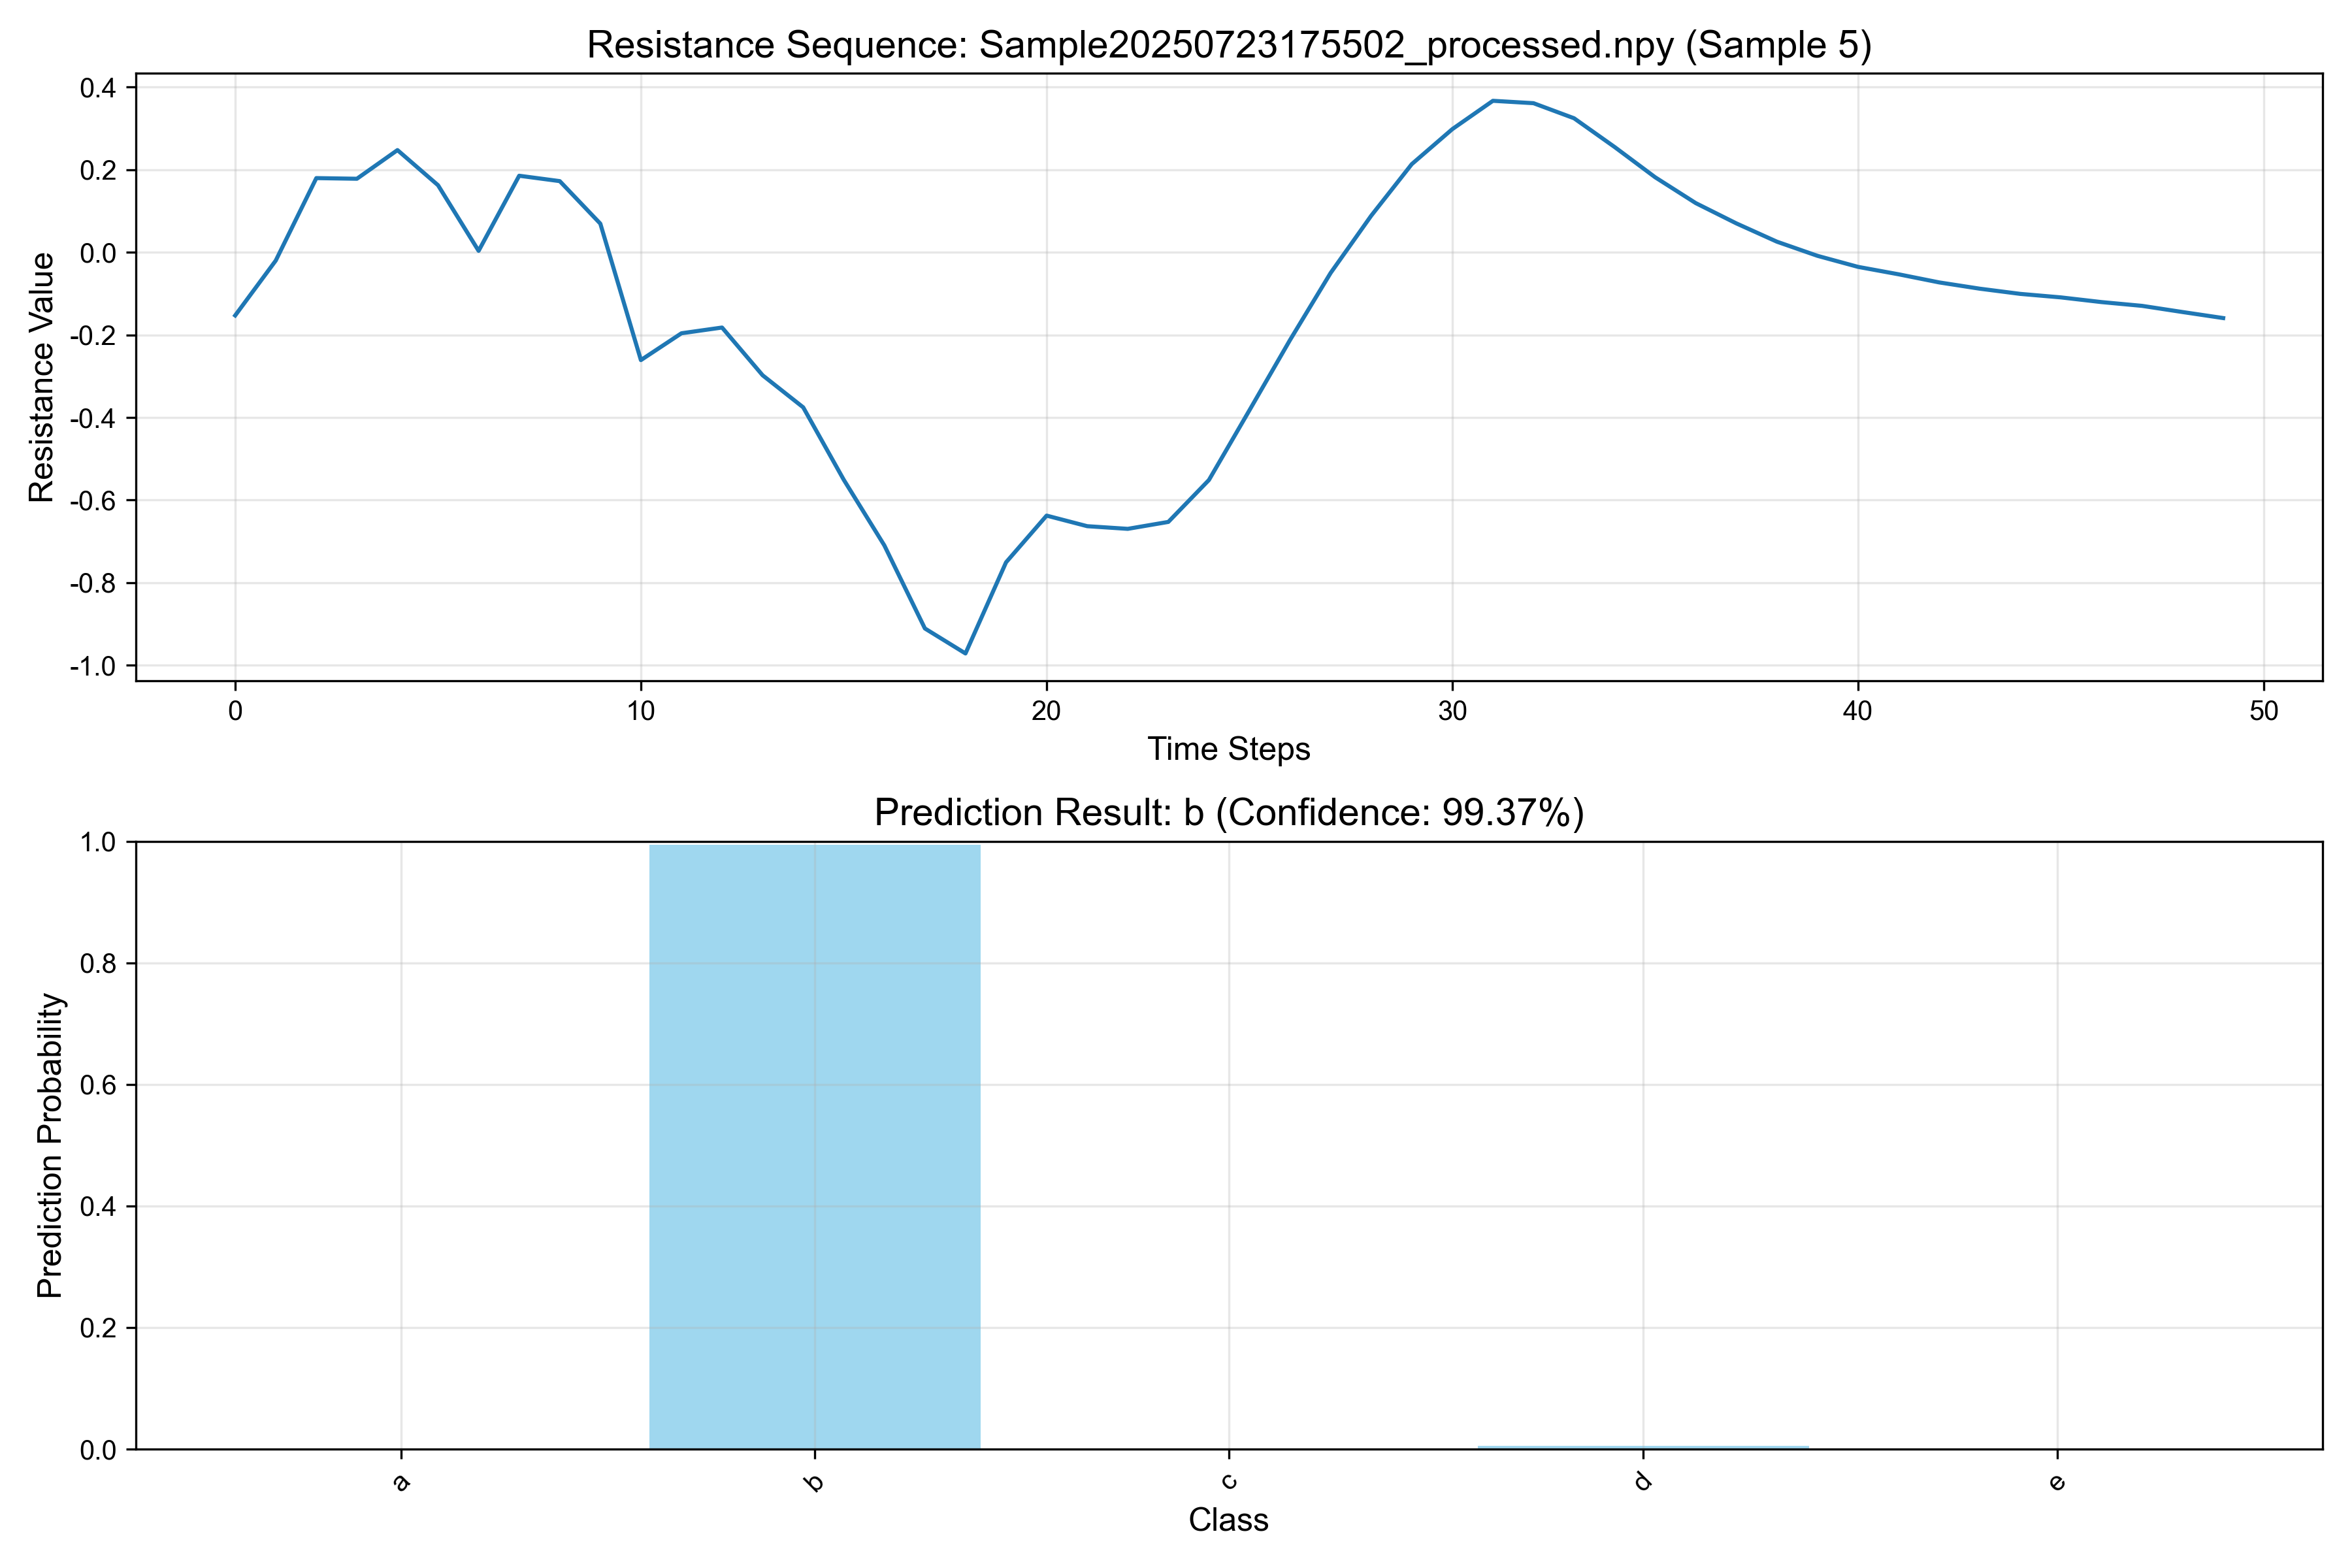 Resistance Sequence: Sample20250723175502_processed.npy (Sample 5)
Resistance Value
0.4
0.2
0.0
-0.2
-0.4
-0.6
-0.8
-1.0
0 10 20 30 40 50
Time Steps
Prediction Result: b (Confidence: 99.37%)
Prediction Probability
1.0
0.8
0.6
0.4
0.2
0.0
a b c d e
Class